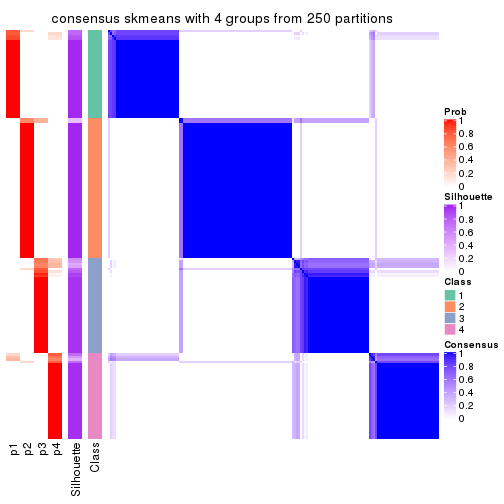 consensus skmeans with 4 groups from 250 partitions
Prob
1
0.8
0.6
0.4
0.2
0
Silhouette
1
0.8
0.6
0.4
0.2
0
Class
1
2
3
4
Consensus
1
0.8
0.6
0.4
0.2
0
p1
p2
p3
p4
Silhouette
Class